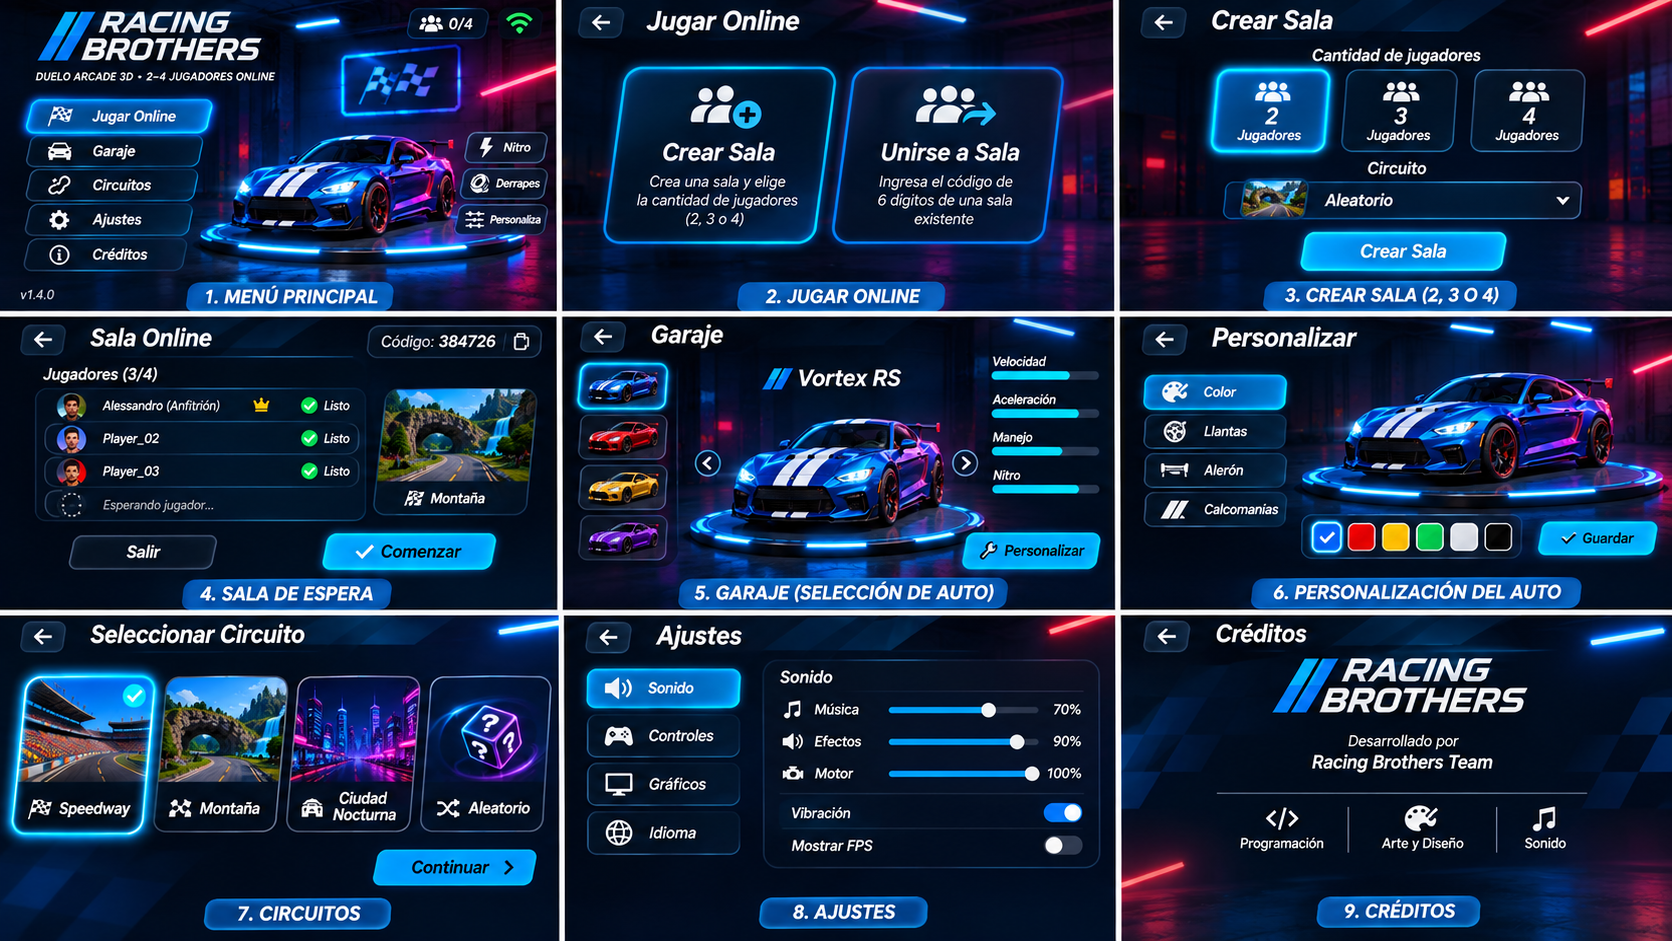 RACING
BROTHERS
DUELO ARCADE 3D • 2-4 JUGADORES ONLINE
0/4
Jugar Online
Garaje
Circuitos
Ajustes
Créditos
Nitro
Derrapes
Personaliza
v1.4.0
1. MENÚ PRINCIPAL
Jugar Online
Crear Sala
Crea una sala y elige
la cantidad de jugadores
(2, 3 o 4)
Unirse a Sala
Ingresa el código de
6 dígitos de una sala
existente
2. JUGAR ONLINE
Crear Sala
Cantidad de jugadores
2
Jugadores
3
Jugadores
4
Jugadores
Circuito
Aleatorio
Crear Sala
3. CREAR SALA (2, 3 O 4)
Sala Online
Código: 384726
Jugadores (3/4)
Alessandro (Anfitrión)
Listo
Player_02
Listo
Player_03
Listo
Esperando jugador...
Montaña
Salir
Comenzar
4. SALA DE ESPERA
Garaje
Vortex RS
Velocidad
Aceleración
Manejo
Nitro
Personalizar
5. GARAJE (SELECCIÓN DE AUTO)
Personalizar
Color
Llantas
Alerón
Calcomanías
Guardar
6. PERSONALIZACIÓN DEL AUTO
Seleccionar Circuito
Speedway
Montaña
Ciudad
Nocturna
? ? ?
Aleatorio
Continuar
7. CIRCUITOS
Ajustes
Sonido
Controles
Gráficos
Idioma
Sonido
Música
70%
Efectos
90%
Motor
100%
Vibración
Mostrar FPS
8. AJUSTES
Créditos
RACING
BROTHERS
Desarrollado por
Racing Brothers Team
Programación
Arte y Diseño
Sonido
9. CRÉDITOS